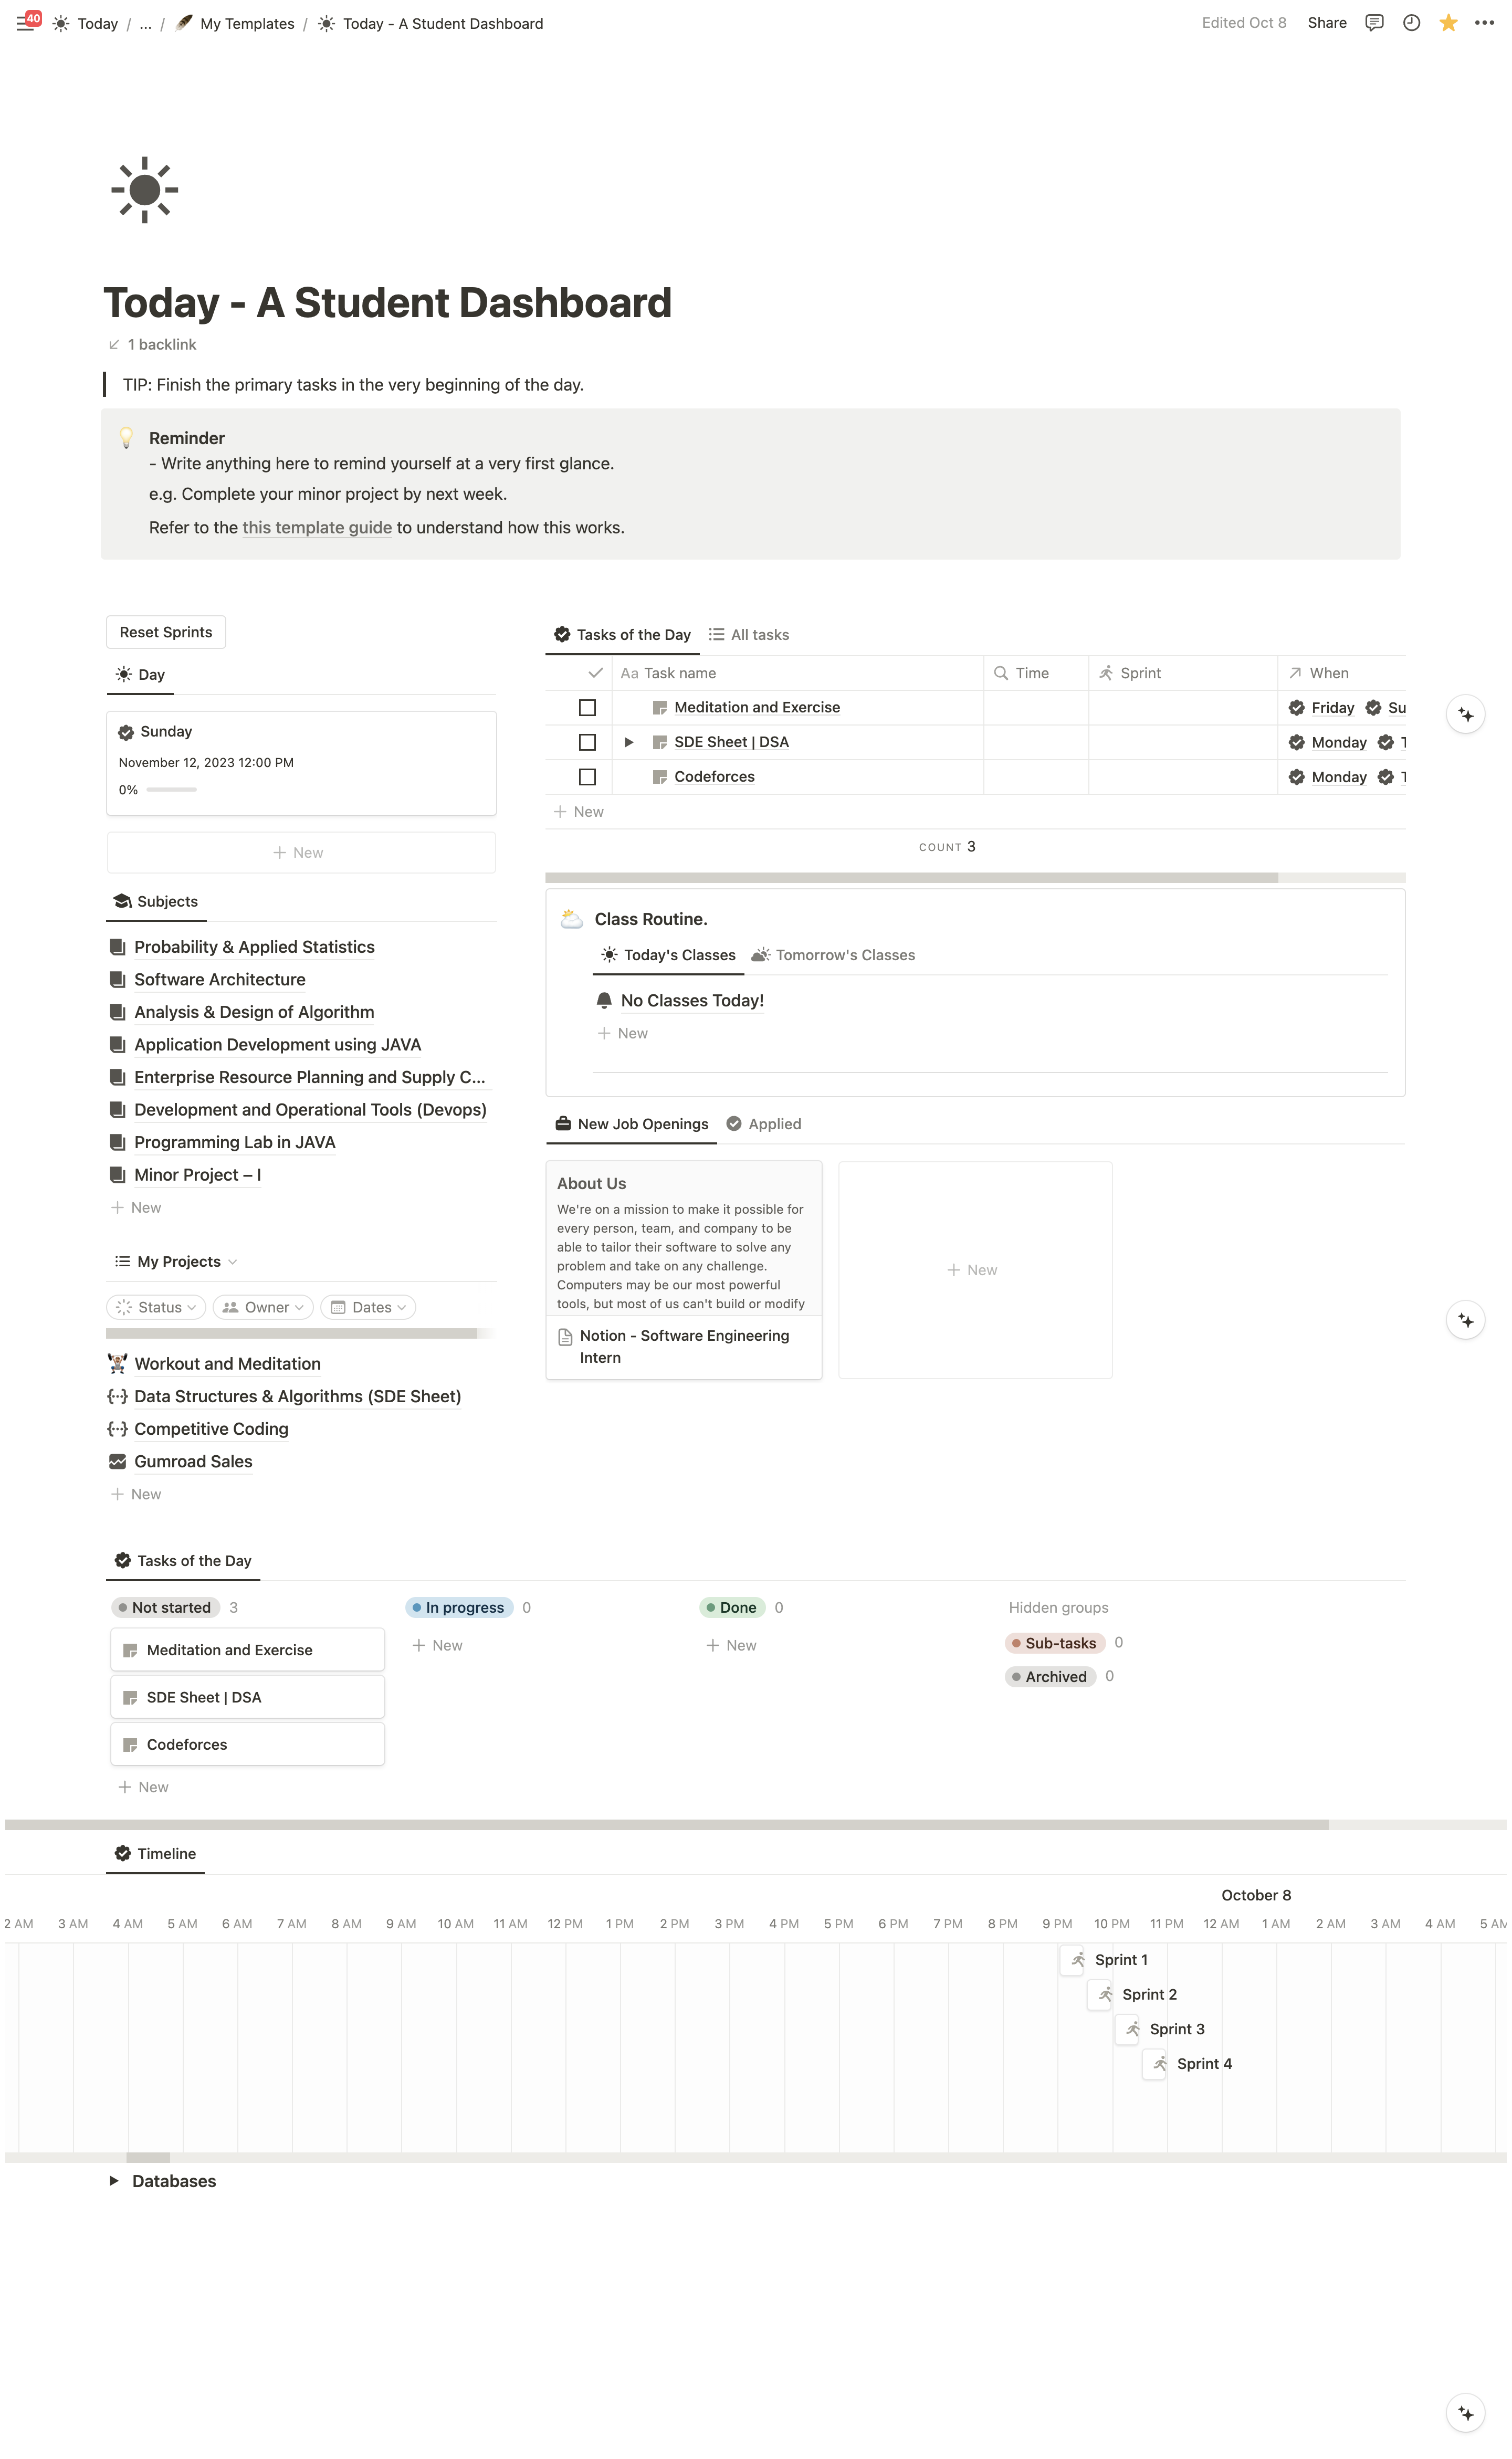 40
Today / ... / My Templates / Today - A Student Dashboard
Edited Oct 8 Share
Today - A Student Dashboard
1 backlink
TIP: Finish the primary tasks in the very beginning of the day.
Reminder
- Write anything here to remind yourself at a very first glance.
e.g. Complete your minor project by next week.
Refer to the this template guide to understand how this works.
Reset Sprints
Day
Sunday
November 12, 2023 12:00 PM
0%
New
Subjects
Probability & Applied Statistics
Software Architecture
Analysis & Design of Algorithm
Application Development using JAVA
Enterprise Resource Planning and Supply C...
Development and Operational Tools (Devops)
Programming Lab in JAVA
Minor Project – I
New
My Projects
Status Owner Dates
Workout and Meditation
Data Structures & Algorithms (SDE Sheet)
Competitive Coding
Gumroad Sales
New
Tasks of the Day All tasks
Aa Task name Time Sprint When
Meditation and Exercise Friday Su
SDE Sheet | DSA Monday T
Codeforces Monday T
New
COUNT 3
Class Routine.
Today's Classes Tomorrow's Classes
No Classes Today!
New
New Job Openings Applied
About Us
We're on a mission to make it possible for
every person, team, and company to be
able to tailor their software to solve any
problem and take on any challenge.
Computers may be our most powerful
tools, but most of us can't build or modify
Notion - Software Engineering
Intern
New
Tasks of the Day
Not started 3 In progress 0 Done 0 Hidden groups
Meditation and Exercise
SDE Sheet | DSA
Codeforces
New
New
New
Sub-tasks 0
Archived 0
Timeline
October 8
2 AM 3 AM 4 AM 5 AM 6 AM 7 AM 8 AM 9 AM 10 AM 11 AM 12 PM 1 PM 2 PM 3 PM 4 PM 5 PM 6 PM 7 PM 8 PM 9 PM 10 PM 11 PM 12 AM 1 AM 2 AM 3 AM 4 AM 5 AM
Sprint 1
Sprint 2
Sprint 3
Sprint 4
Databases